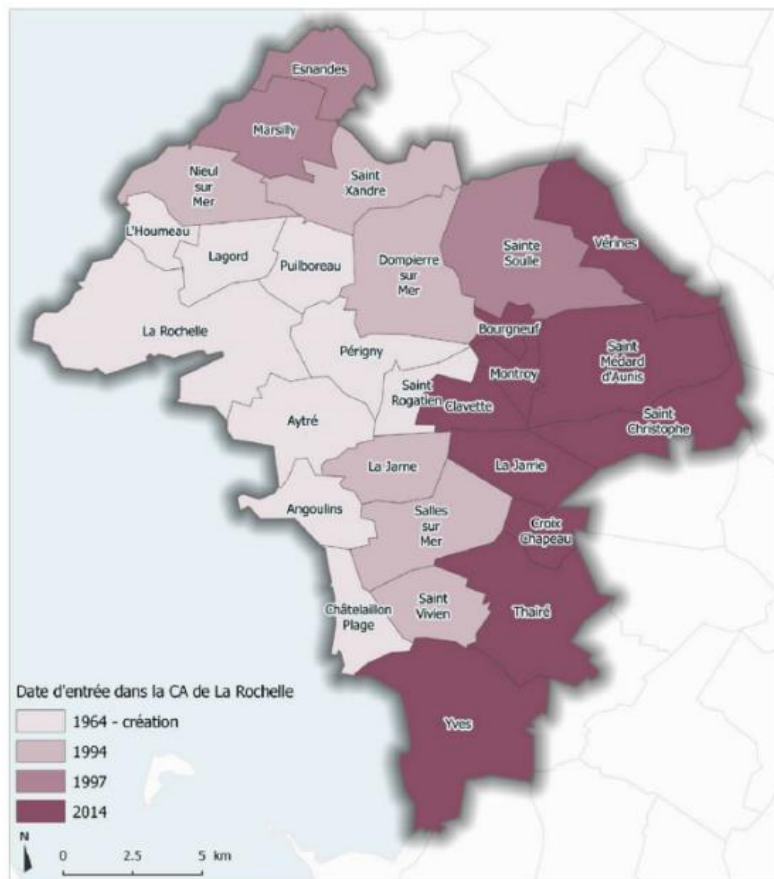 Esnandes
Marsilly
Nieul
sur
Mer
Saint
Xandre
L'Houmeau
Lagord
Puilboreau
Dompierre
sur
Mer
Sainte
Soulle
Vérines
La Rochelle
Périgny
Bourgneuf
Saint
Médard
d'Aunis
Montroy
Saint
Rogatien
Clavette
Saint
Christophe
Aytré
La Jarne
La Jarrie
Angoulins
Salles
sur
Mer
Croix
Chapeau
Châtelaillon
Plage
Saint
Vivien
Thairé
Yves
Date d'entrée dans la CA de La Rochelle
1964 - création
1994
1997
2014
N
0 2.5 5 km